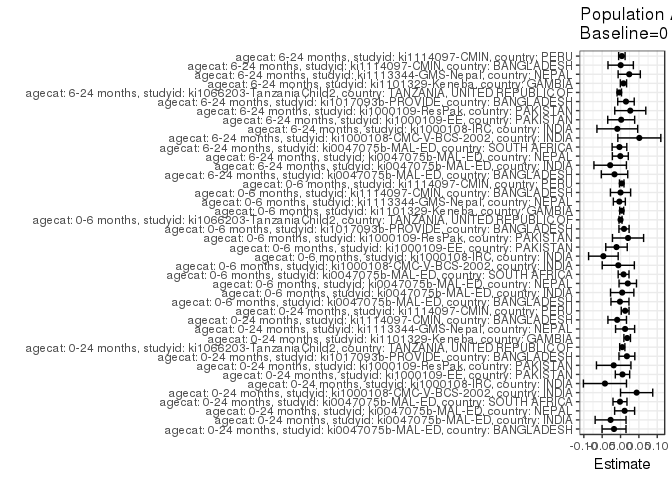 Population
Baseline=0
agecat: 6-24 months, studyid: ki1114097-CMIN, country: PERU
agecat: 6-24 months, studyid: ki1114097-CMIN, country: BANGLADESH
agecat: 6-24 months, studyid: ki1113344-GMS-Nepal, country: NEPAL
agecat: 6-24 months, studyid: ki1101329-Keneba, country: GAMBIA
agecat: 6-24 months, studyid: ki1066203-TanzaniaChild2, country: TANZANIA, UNITED REPUBLIC OF
agecat: 6-24 months, studyid: ki1017093b-PROVIDE, country: BANGLADESH
agecat: 6-24 months, studyid: ki1000109-ResPak, country: PAKISTAN
agecat: 6-24 months, studyid: ki1000109-EE, country: PAKISTAN
agecat: 6-24 months, studyid: ki1000108-IRC, country: INDIA
agecat: 6-24 months, studyid: ki1000108-CMC-V-BCS-2002, country: INDIA
agecat: 6-24 months, studyid: ki0047075b-MAL-ED, country: SOUTH AFRICA
agecat: 6-24 months, studyid: ki0047075b-MAL-ED, country: NEPAL
agecat: 6-24 months, studyid: ki0047075b-MAL-ED, country: INDIA
agecat: 6-24 months, studyid: ki0047075b-MAL-ED, country: BANGLADESH
agecat: 0-6 months, studyid: ki1114097-CMIN, country: PERU
agecat: 0-6 months, studyid: ki1114097-CMIN, country: BANGLADESH
agecat: 0-6 months, studyid: ki1113344-GMS-Nepal, country: NEPAL
agecat: 0-6 months, studyid: ki1101329-Keneba, country: GAMBIA
agecat: 0-6 months, studyid: ki1066203-TanzaniaChild2, country: TANZANIA, UNITED REPUBLIC OF
agecat: 0-6 months, studyid: ki1017093b-PROVIDE, country: BANGLADESH
agecat: 0-6 months, studyid: ki1000109-ResPak, country: PAKISTAN
agecat: 0-6 months, studyid: ki1000109-EE, country: PAKISTAN
agecat: 0-6 months, studyid: ki1000108-IRC, country: INDIA
agecat: 0-6 months, studyid: ki1000108-CMC-V-BCS-2002, country: INDIA
agecat: 0-6 months, studyid: ki0047075b-MAL-ED, country: SOUTH AFRICA
agecat: 0-6 months, studyid: ki0047075b-MAL-ED, country: NEPAL
agecat: 0-6 months, studyid: ki0047075b-MAL-ED, country: INDIA
agecat: 0-6 months, studyid: ki0047075b-MAL-ED, country: BANGLADESH
agecat: 0-24 months, studyid: ki1114097-CMIN, country: PERU
agecat: 0-24 months, studyid: ki1114097-CMIN, country: BANGLADESH
agecat: 0-24 months, studyid: ki1113344-GMS-Nepal, country: NEPAL
agecat: 0-24 months, studyid: ki1101329-Keneba, country: GAMBIA
agecat: 0-24 months, studyid: ki1066203-TanzaniaChild2, country: TANZANIA, UNITED REPUBLIC OF
agecat: 0-24 months, studyid: ki1017093b-PROVIDE, country: BANGLADESH
agecat: 0-24 months, studyid: ki1000109-ResPak, country: PAKISTAN
agecat: 0-24 months, studyid: ki1000109-EE, country: PAKISTAN
agecat: 0-24 months, studyid: ki1000108-IRC, country: INDIA
agecat: 0-24 months, studyid: ki1000108-CMC-V-BCS-2002, country: INDIA
agecat: 0-24 months, studyid: ki0047075b-MAL-ED, country: SOUTH AFRICA
agecat: 0-24 months, studyid: ki0047075b-MAL-ED, country: NEPAL
agecat: 0-24 months, studyid: ki0047075b-MAL-ED, country: INDIA
agecat: 0-24 months, studyid: ki0047075b-MAL-ED, country: BANGLADESH
-0.10 -0.05 0.00 0.05 0.10
Estimate